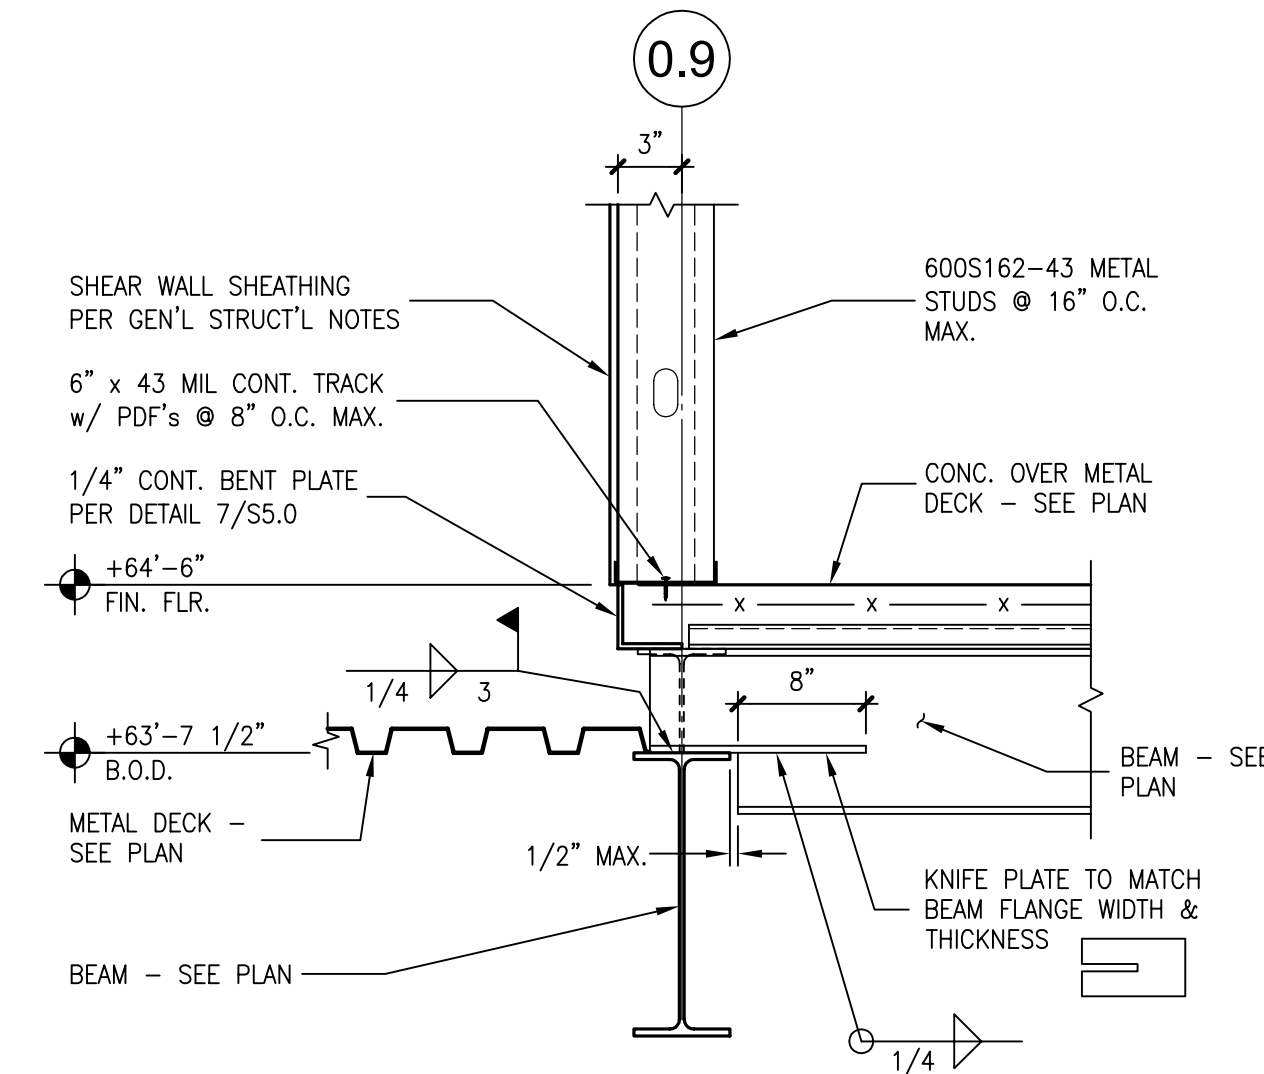 0.9
3”
SHEAR WALL SHEATHING
PER GEN'L STRUCT'L NOTES
600S162-43 METAL
STUDS @ 16” O.C.
MAX.
6” x 43 MIL CONT. TRACK
w/ PDF's @ 8” O.C. MAX.
1/4” CONT. BENT PLATE
PER DETAIL 7/S5.0
CONC. OVER METAL
DECK – SEE PLAN
+64'-6”
FIN. FLR.
x x x
1/4 3
8”
+63'-7 1/2”
B.O.D.
BEAM – SEE
PLAN
METAL DECK –
SEE PLAN
1/2” MAX.
KNIFE PLATE TO MATCH
BEAM FLANGE WIDTH &
THICKNESS
BEAM – SEE PLAN
1/4